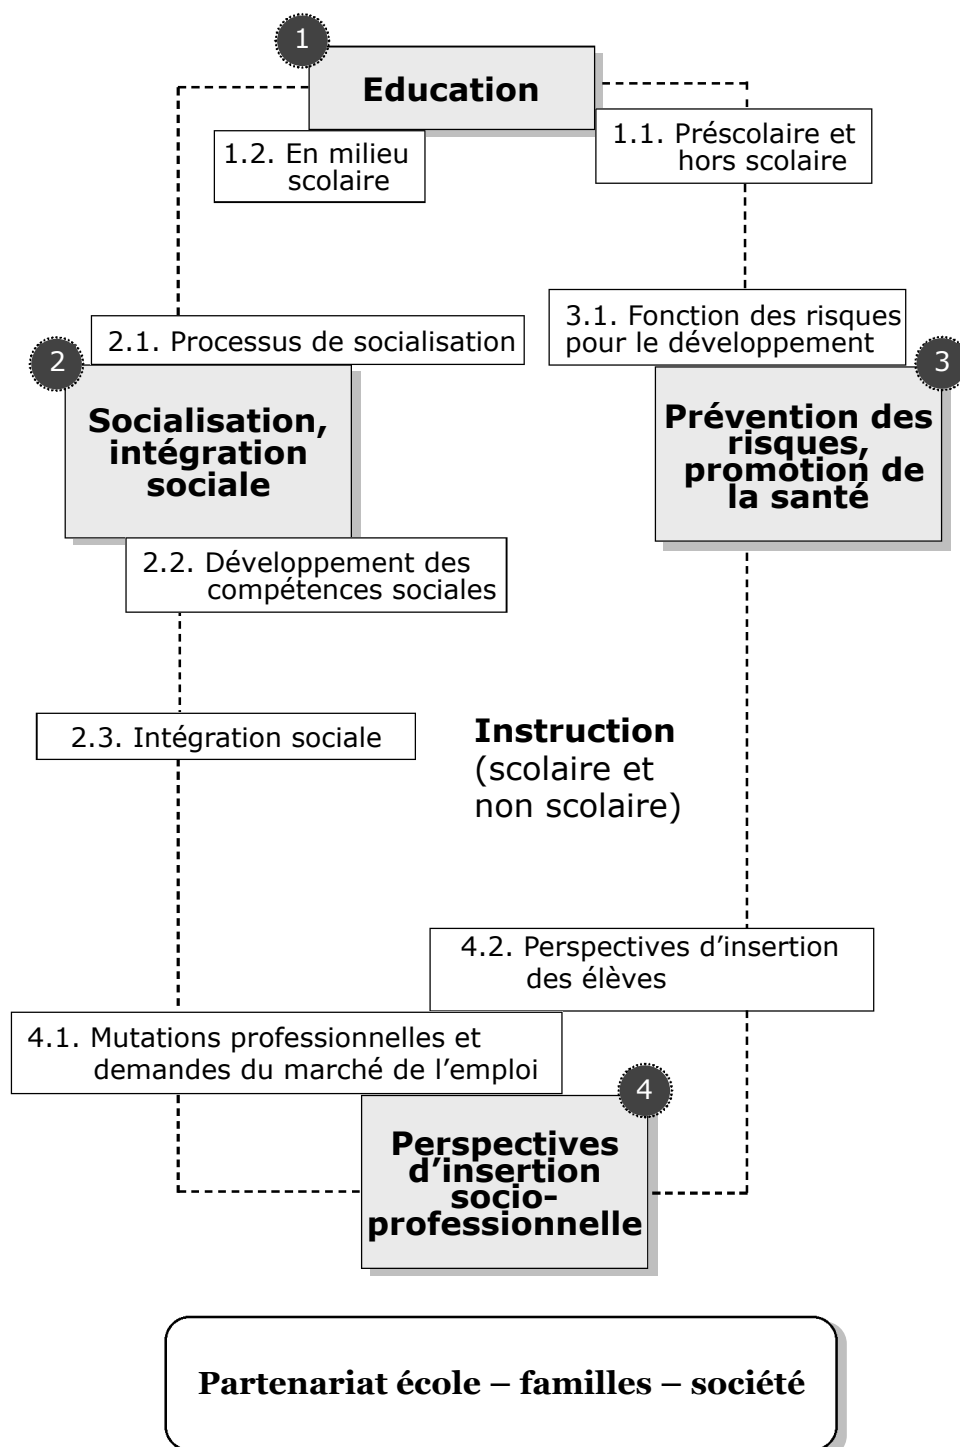 1
Education
1.2. En milieu
scolaire
1.1. Préscolaire et
hors scolaire
2.1. Processus de socialisation
3.1. Fonction des risques
pour le développement
2
Socialisation,
intégration
sociale
3
Prévention des
risques,
promotion de
la santé
2.2. Développement des
compétences sociales
2.3. Intégration sociale
Instruction
(scolaire et
non scolaire)
4.2. Perspectives d’insertion
des élèves
4.1. Mutations professionnelles et
demandes du marché de l’emploi
4
Perspectives
d’insertion
socio-
professionnelle
Partenariat école – familles – société